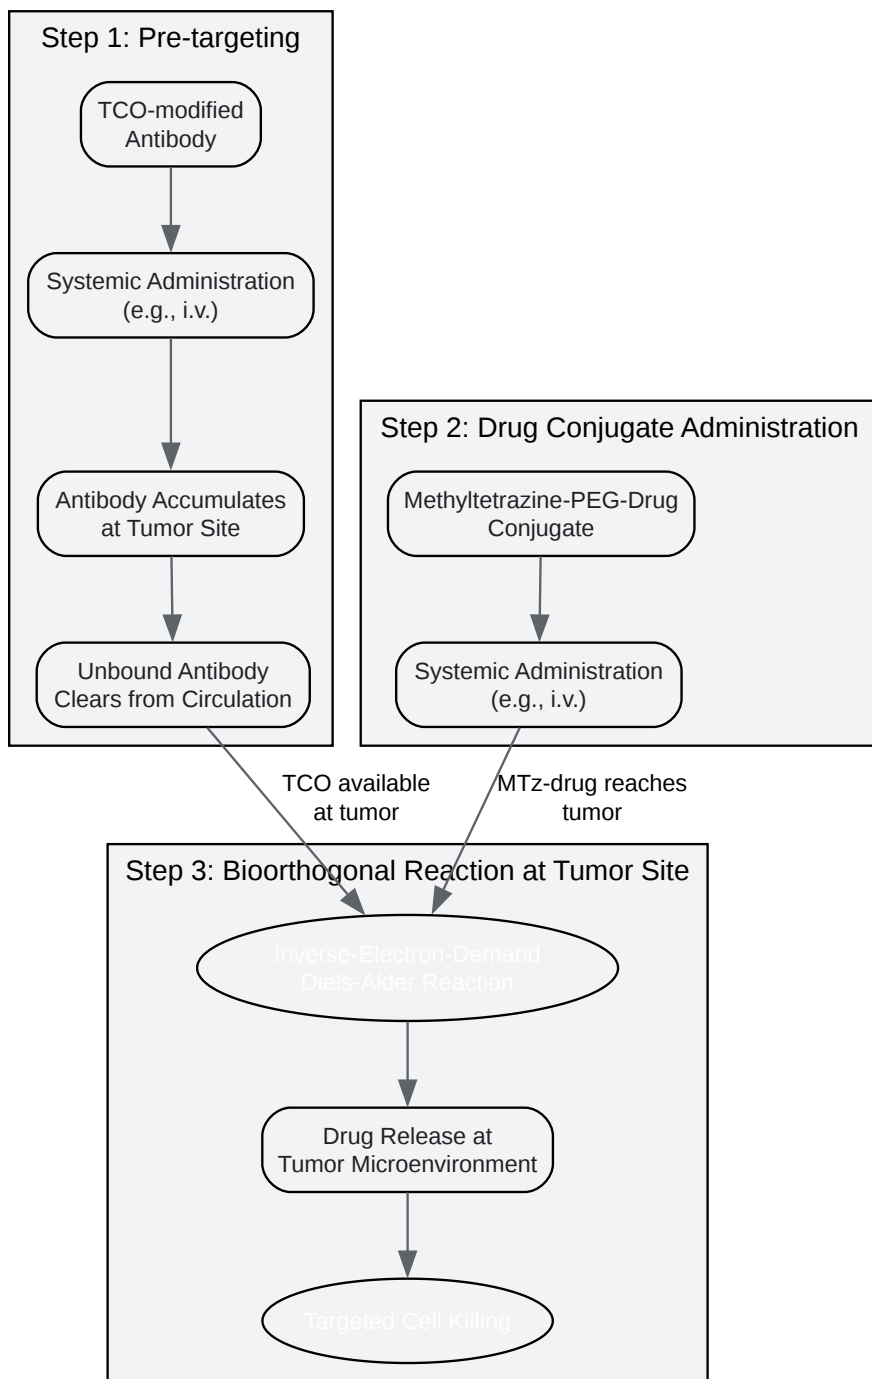 Step 1: Pre-targeting
TCO-modified
Antibody
Systemic Administration
(e.g., i.v.)
Antibody Accumulates
at Tumor Site
Unbound Antibody
Clears from Circulation
Step 2: Drug Conjugate Administration
Methyltetrazine-PEG-Drug
Conjugate
Systemic Administration
(e.g., i.v.)
TCO available
at tumor
MTz-drug reaches
tumor
Step 3: Bioorthogonal Reaction at Tumor Site
Inverse-Electron-Demand
Diels-Alder Reaction
Drug Release at
Tumor Microenvironment
Targeted Cell Killing